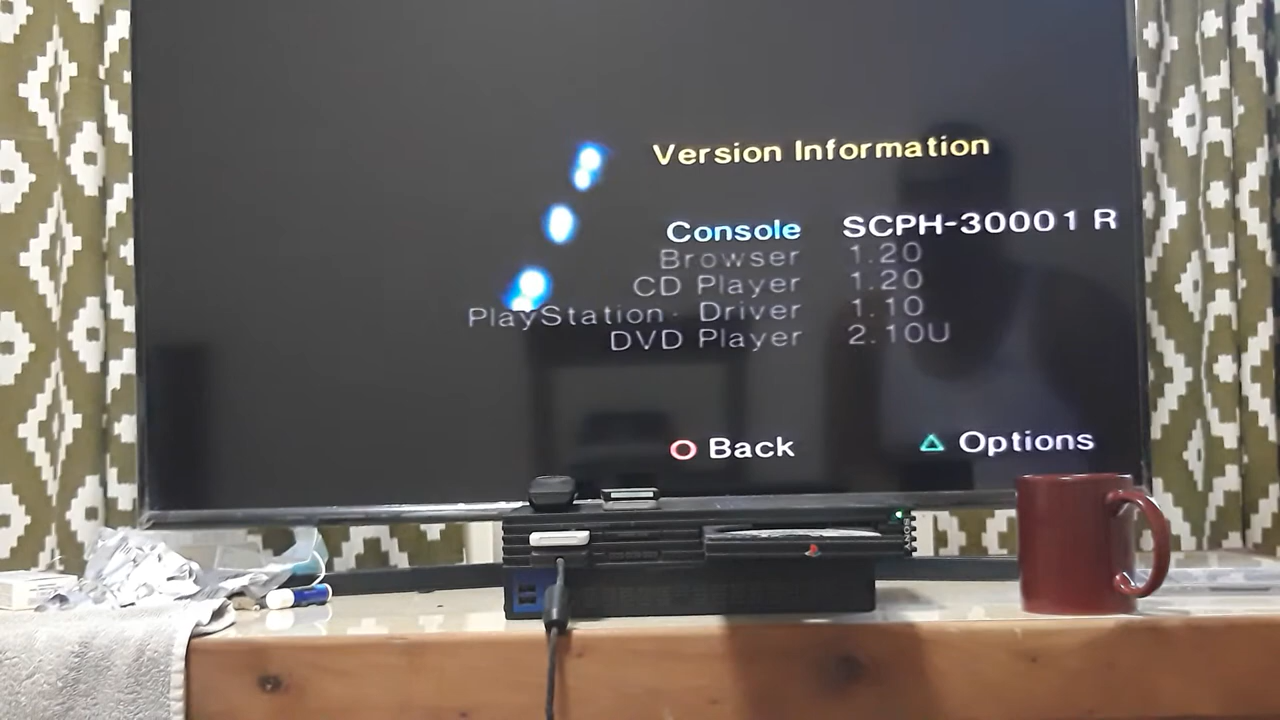 Version Information
Console SCPH-30001 R
Browser 1.20
CD Player 1.20
PlayStation· Driver 1.10
DVD Player 2.10U
Back
Options
SONY